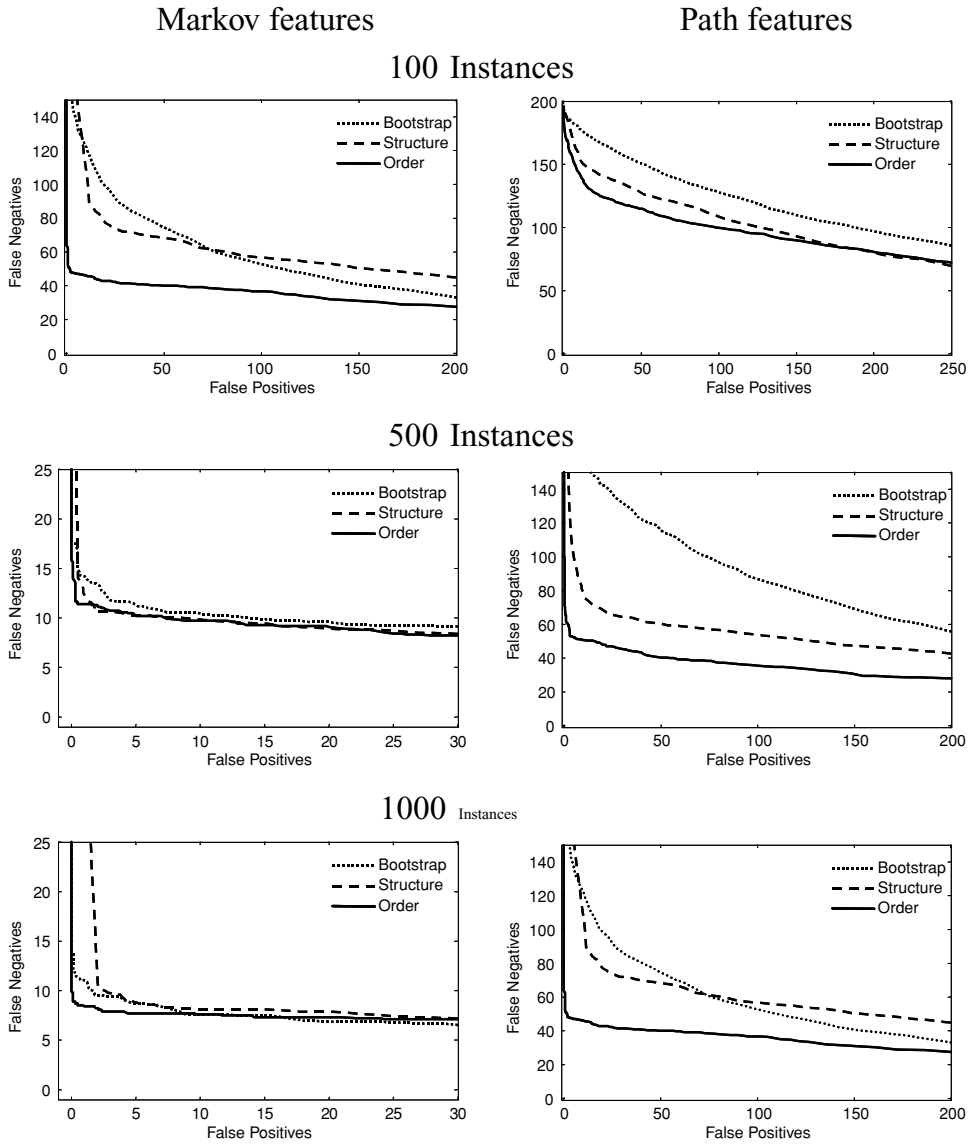 Markov features Path features
100 Instances
140
120
100
80
60
40
20
0
False Negatives
Bootstrap
Structure
Order
0 50 100 150 200
False Positives
200
150
100
50
0
False Negatives
Bootstrap
Structure
Order
0 50 100 150 200 250
False Positives
500 Instances
25
20
15
10
5
0
False Negatives
Bootstrap
Structure
Order
0 5 10 15 20 25 30
False Positives
140
120
100
80
60
40
20
0
False Negatives
Bootstrap
Structure
Order
0 50 100 150 200
False Positives
1000 Instances
25
20
15
10
5
0
False Negatives
Bootstrap
Structure
Order
0 5 10 15 20 25 30
False Positives
140
120
100
80
60
40
20
0
False Negatives
Bootstrap
Structure
Order
0 50 100 150 200
False Positives